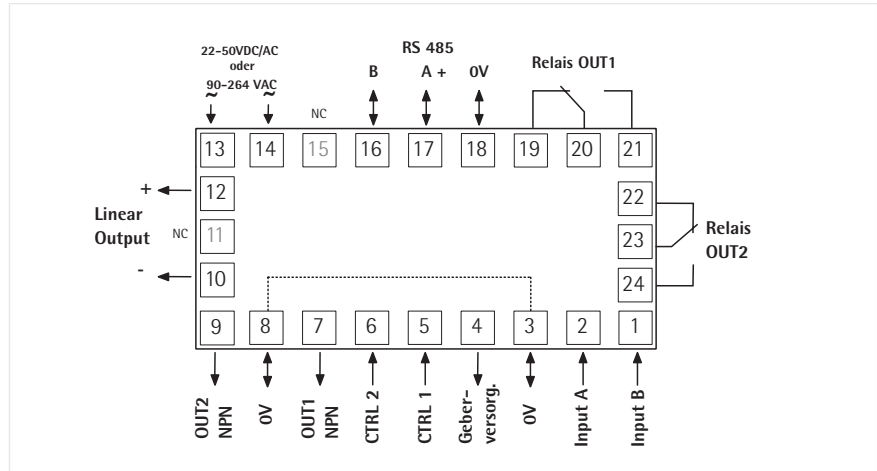 22-50VDC/AC
oder
90-264 VAC
~ ~
RS 485
B A + 0V
Relais OUT1
NC
13 14 15 16 17 18 19 20 21
+ 12
Linear
Output
NC 11
- 10
22
23
24
Relais
OUT2
9 8 7 6 5 4 3 2 1
OUT2
NPN
0V
OUT1
NPN
CTRL 2
CTRL 1
Geber-
versorg.
0V
Input A
Input B